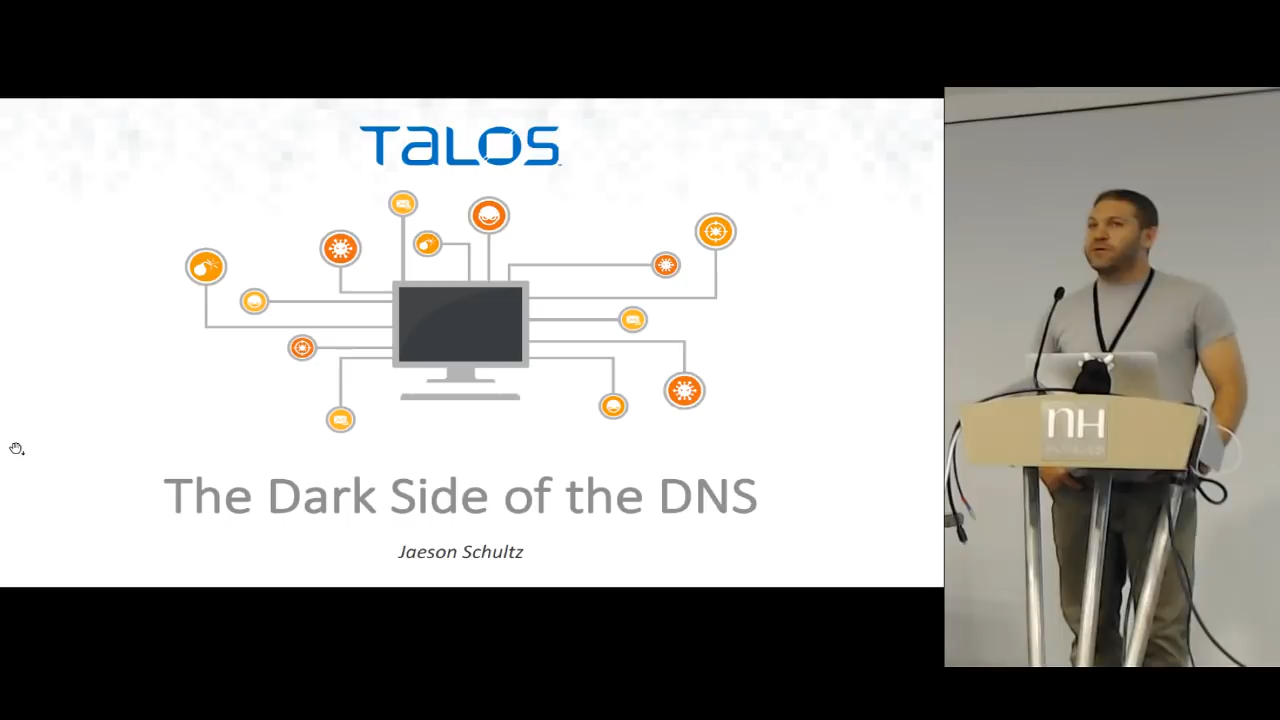 TALOS
The Dark Side of the DNS
Jaeson Schultz
nH